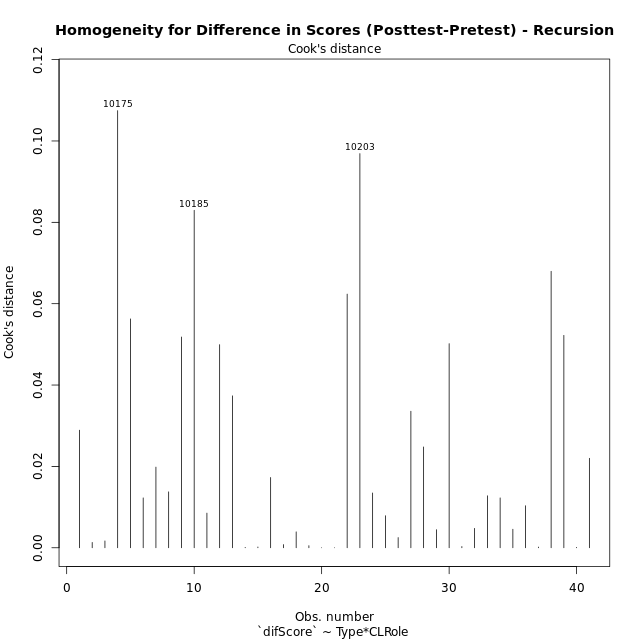 Homogeneity for Difference in Scores (Posttest-Pretest) - Recursion
Cook's distance
0.12
0.10
0.08
0.06
0.04
0.02
0.00
Cook's distance
10175
10185
10203
0 10 20 30 40
Obs. number
`difScore` ~ Type*CLRole